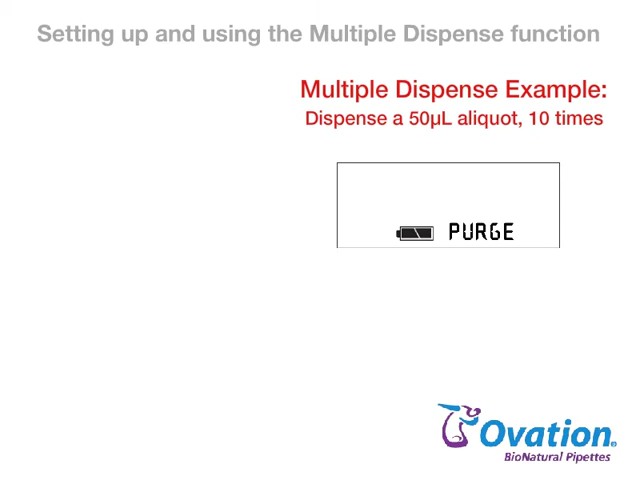 Setting up and using the Multiple Dispense function
Multiple Dispense Example:
Dispense a 50µL aliquot, 10 times
PURGE
Ovation®
BioNatural Pipettes